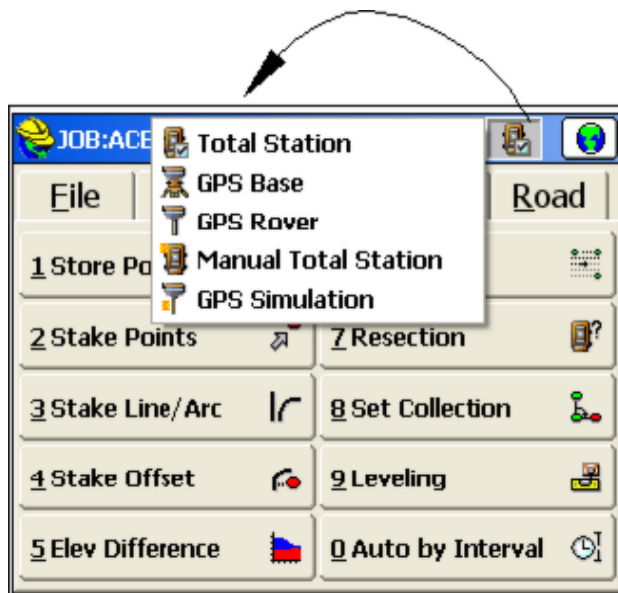 JOB:ACE
Total Station
GPS Base
GPS Rover
Manual Total Station
GPS Simulation
File
Road
1 Store Po
2 Stake Points
7 Resection
3 Stake Line/Arc
8 Set Collection
4 Stake Offset
9 Leveling
5 Elev Difference
0 Auto by Interval